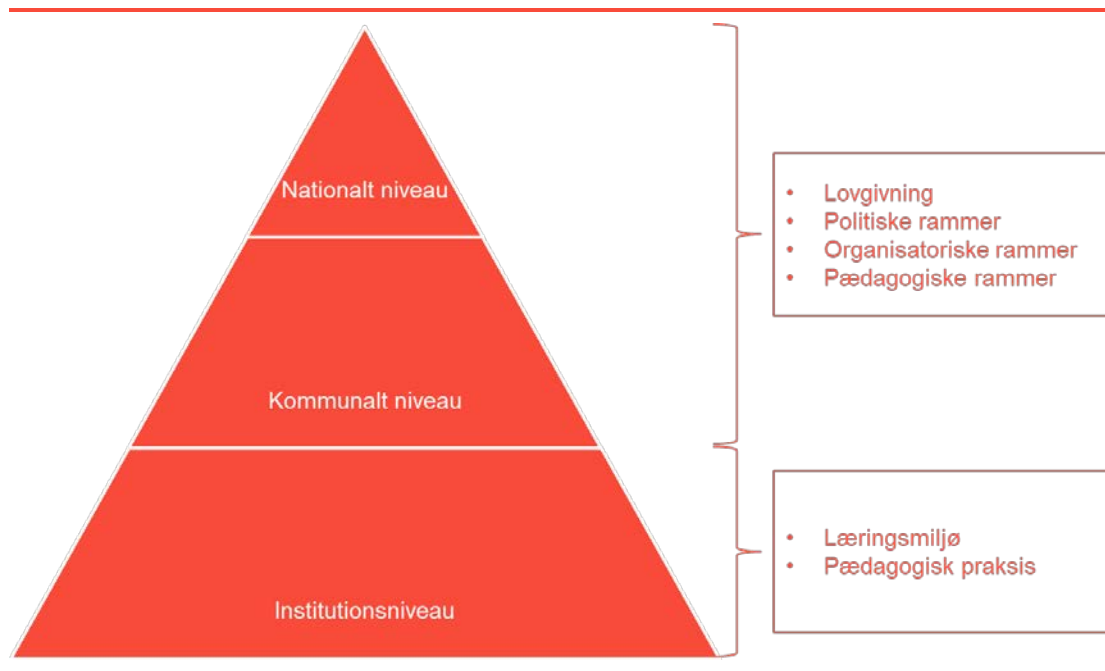 Nationalt niveau
Kommunalt niveau
Institutionsniveau
• Lovgivning
• Politiske rammer
• Organisatoriske rammer
• Pædagogiske rammer
• Læringsmiljø
• Pædagogisk praksis